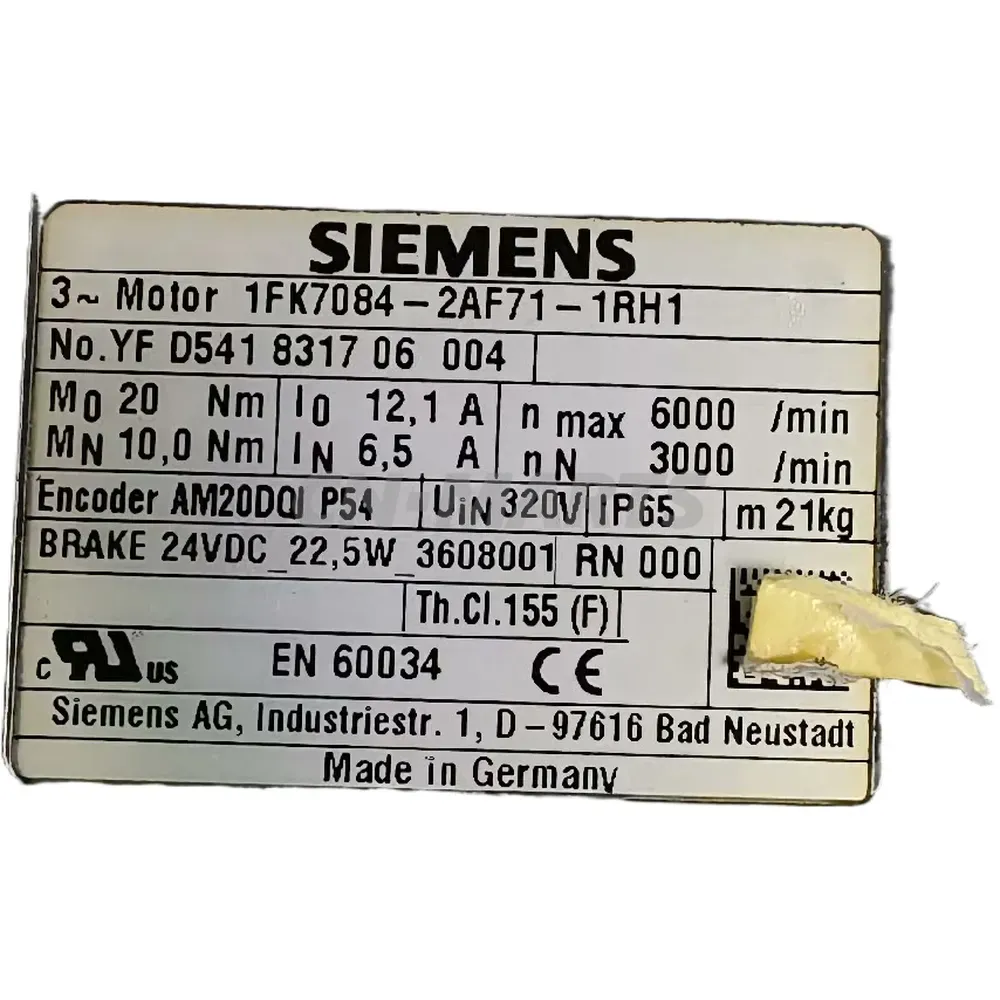 SIEMENS
3~ Motor 1FK7084-2AF71-1RH1
No.YF D541 8317 06 004
M0 20 Nm I0 12,1 A n max 6000 /min
MN 10,0 Nm IN 6,5 A nN 3000 /min
Encoder AM20DQI P54 UIN 320V IP65 m 21kg
BRAKE 24VDC_22,5W_3608001 RN 000
Th.Cl.155 (F)
c RU us EN 60034 CE
Siemens AG, Industriestr. 1, D-97616 Bad Neustadt
Made in Germany